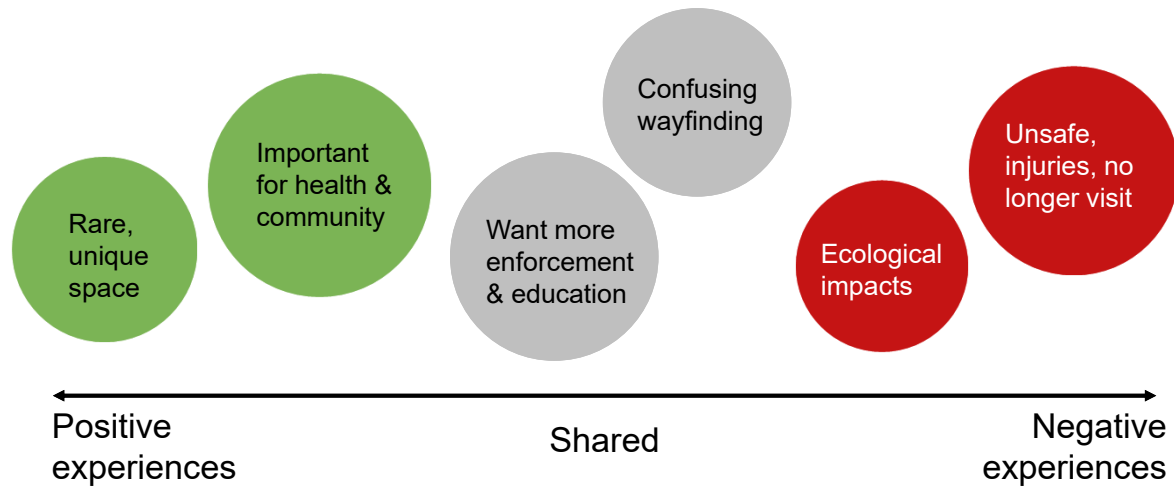 Rare,
unique
space
Important
for health &
community
Want more
enforcement
& education
Confusing
wayfinding
Ecological
impacts
Unsafe,
injuries, no
longer visit
Positive
experiences
Shared
Negative
experiences